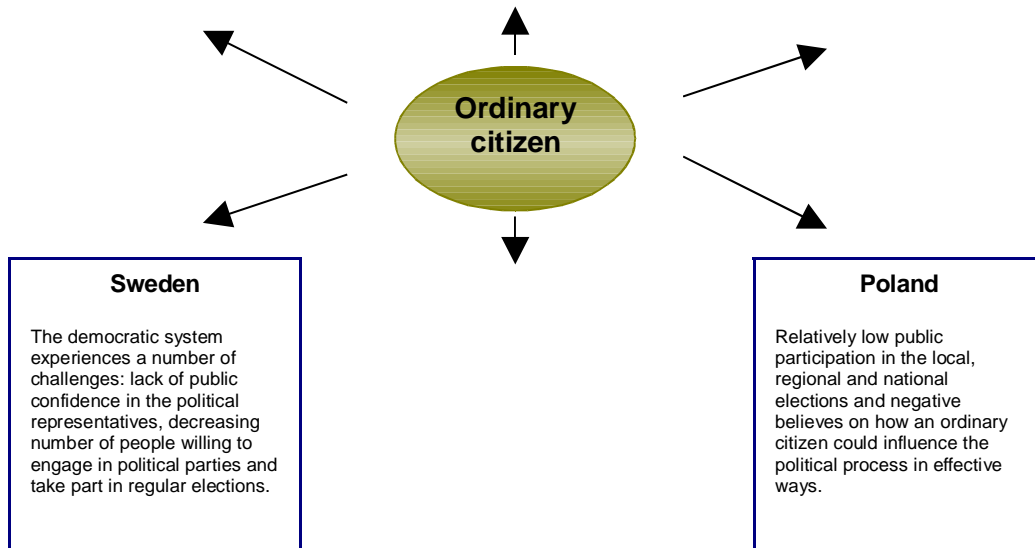 Ordinary
citizen
Sweden
The democratic system
experiences a number of
challenges: lack of public
confidence in the political
representatives, decreasing
number of people willing to
engage in political parties and
take part in regular elections.
Poland
Relatively low public
participation in the local,
regional and national
elections and negative
believes on how an ordinary
citizen could influence the
political process in effective
ways.